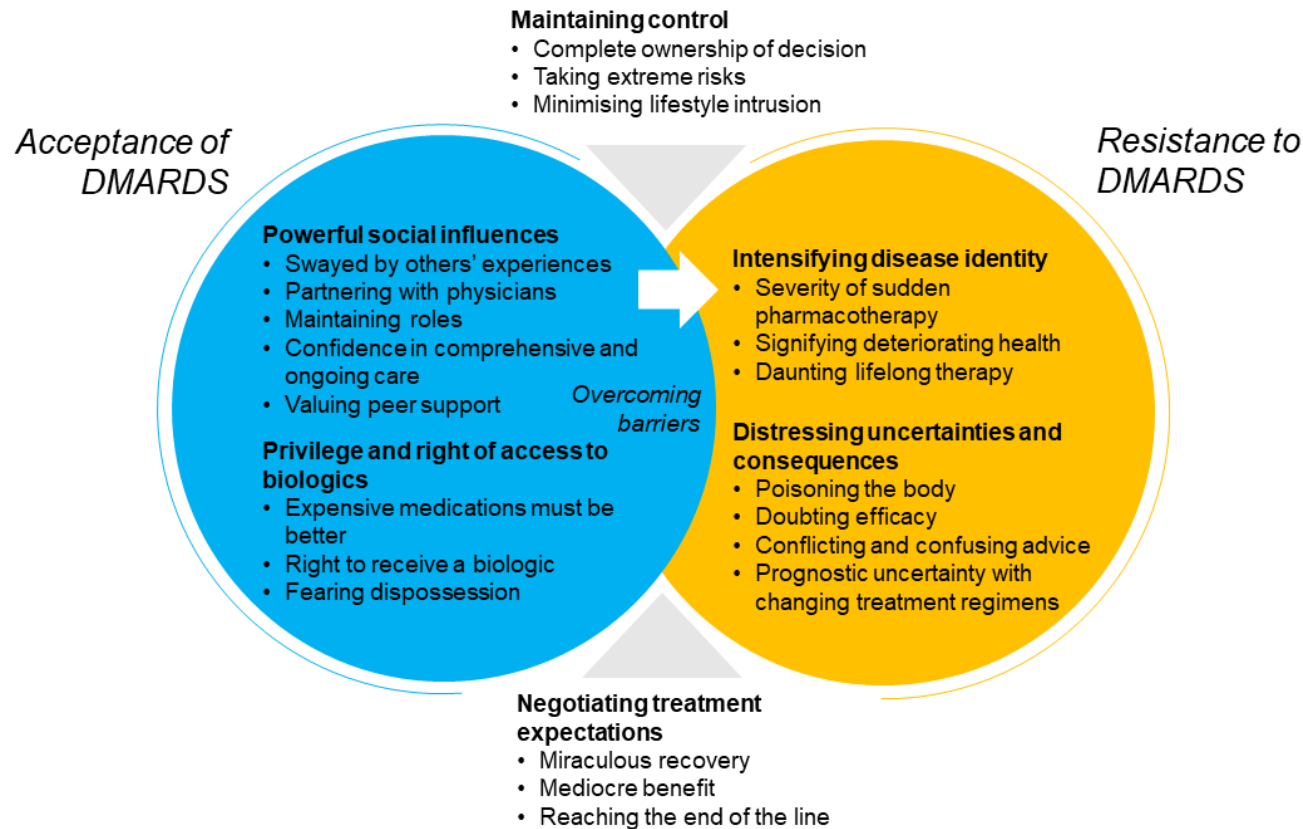 Maintaining control
• Complete ownership of decision
• Taking extreme risks
• Minimising lifestyle intrusion
Acceptance of
DMARDS
Resistance to
DMARDS
Powerful social influences
• Swayed by others’ experiences
• Partnering with physicians
• Maintaining roles
• Confidence in comprehensive and
ongoing care
• Valuing peer support
Overcoming
barriers
Privilege and right of access to
biologics
• Expensive medications must be
better
• Right to receive a biologic
• Fearing dispossession
Intensifying disease identity
• Severity of sudden
pharmacotherapy
• Signifying deteriorating health
• Daunting lifelong therapy
Distressing uncertainties and
consequences
• Poisoning the body
• Doubting efficacy
• Conflicting and confusing advice
• Prognostic uncertainty with
changing treatment regimens
Negotiating treatment
expectations
• Miraculous recovery
• Mediocre benefit
• Reaching the end of the line